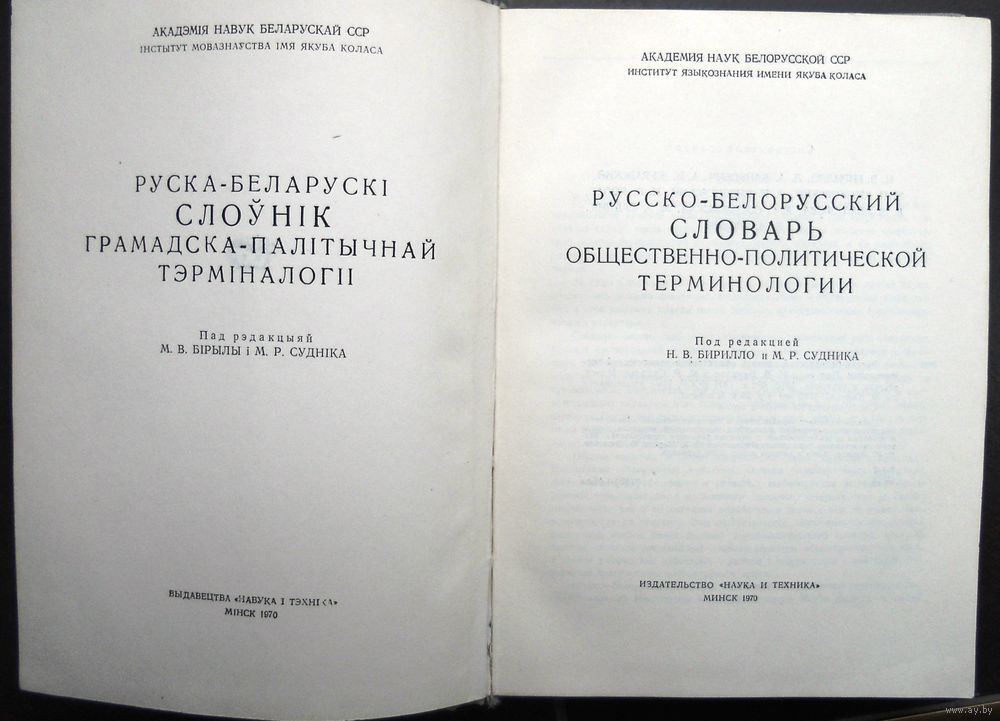 АКАДЭМІЯ НАВУК БЕЛАРУСКАЙ ССР
ІНСТЫТУТ МОВАЗНАУСТВА ІМЯ ЯКУБА КОЛАСА
РУСКА-БЕЛАРУСКІ
СЛОЎНІК
ГРАМАДСКА-ПАЛІТЫЧНАЙ
ТЭРМІНАЛОГІІ
Пад рэдакцыяй
М. В. БІРЫЛЫ і М. Р. СУДНІКА
ВЫДАВЕЦТВА «НАВУКА І ТЭХНІКА»
МІНСК 1970
АКАДЕМИЯ НАУК БЕЛОРУССКОЙ ССР
ИНСТИТУТ ЯЗЫКОЗНАНИЯ ИМЕНИ ЯКУБА КОЛАСА
РУССКО-БЕЛОРУССКИЙ
СЛОВАРЬ
ОБЩЕСТВЕННО-ПОЛИТИЧЕСКОЙ
ТЕРМИНОЛОГИИ
Под редакцией
Н. В. БИРИЛЛО и М. Р. СУДНИКА
ИЗДАТЕЛЬСТВО «НАУКА И ТЕХНИКА»
МИНСК 1970
www.ay.by